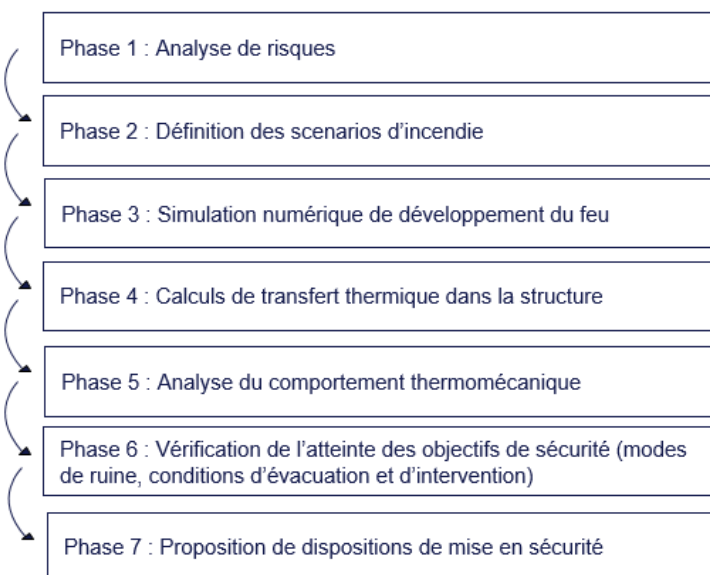 Phase 1 : Analyse de risques
Phase 2 : Définition des scenarios d'incendie
Phase 3 : Simulation numérique de développement du feu
Phase 4 : Calculs de transfert thermique dans la structure
Phase 5 : Analyse du comportement thermomécanique
Phase 6 : Vérification de l'atteinte des objectifs de sécurité (modes
de ruine, conditions d'évacuation et d'intervention)
Phase 7 : Proposition de dispositions de mise en sécurité